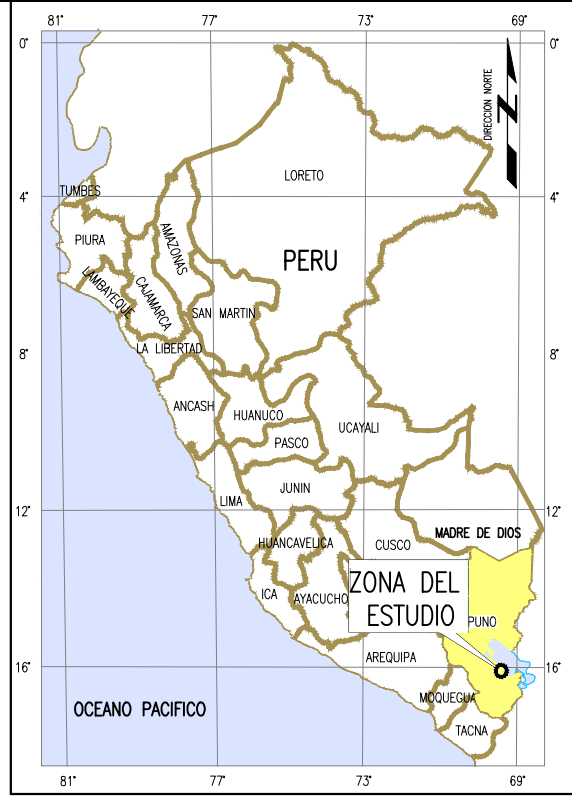 81° 77° 73° 69°
0°
DIRECCION NORTE
N
LORETO
4°
4°
TUMBES
PIURA
AMAZONAS
PERU
LAMBAYEQUE
CAJAMARCA
SAN MARTIN
8°
8°
LA LIBERTAD
ANCASH
HUANUCO
UCAYALI
PASCO
JUNIN
LIMA
12°
12°
MADRE DE DIOS
HUANCAVELICA
CUSCO
ZONA DEL
ESTUDIO
ICA
AYACUCHO
PUNO
AREQUIPA
16°
16°
MOQUEGUA
OCEANO PACIFICO
TACNA
81° 77° 73° 69°
0°